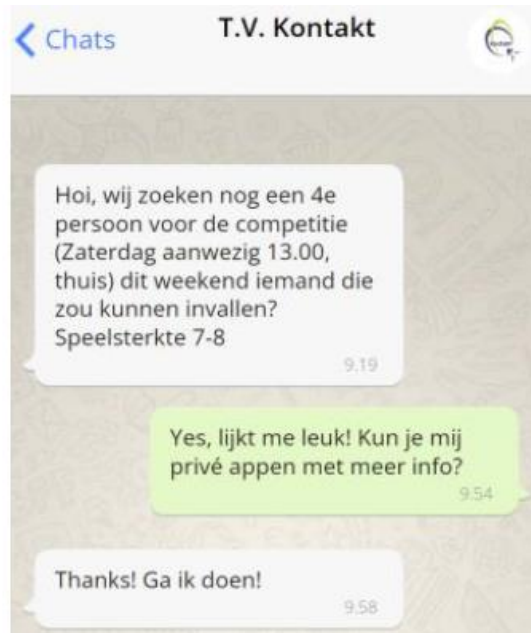 Chats
T.V. Kontakt
Hoi, wij zoeken nog een 4e
persoon voor de competitie
(Zaterdag aanwezig 13.00,
thuis) dit weekend iemand die
zou kunnen invallen?
Speelsterkte 7-8
9.19
Yes, lijkt me leuk! Kun je mij
privé appen met meer info?
9.54
Thanks! Ga ik doen!
9.58